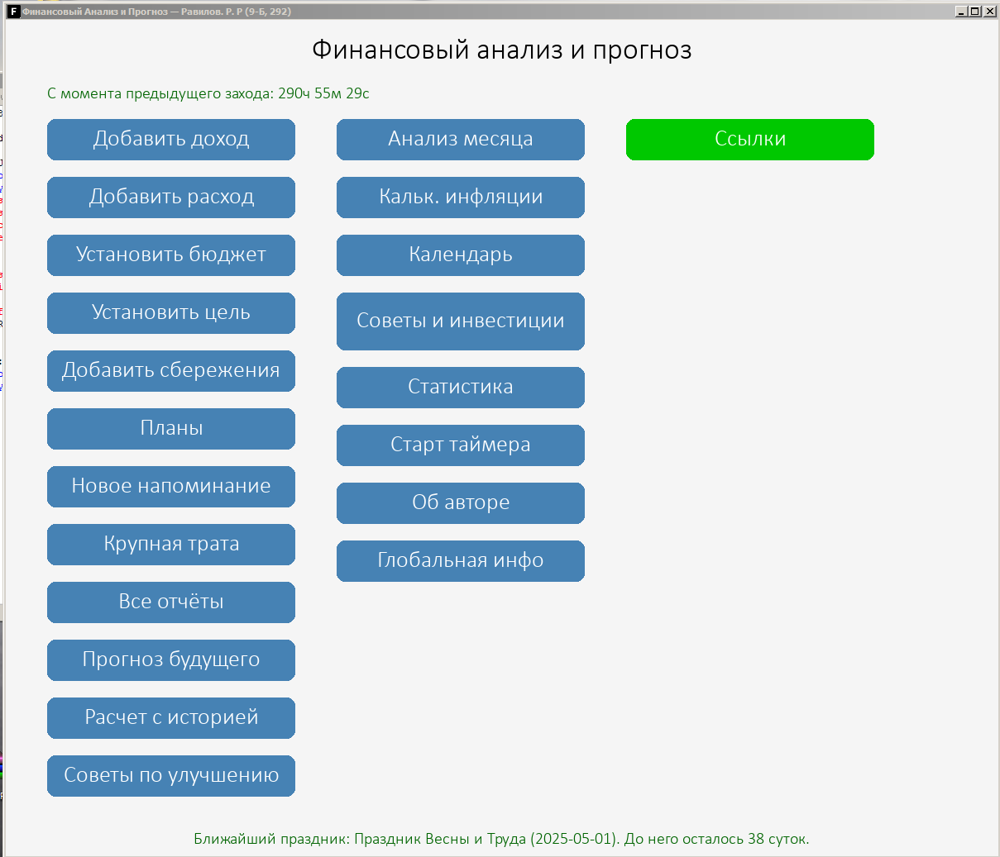 Финансовый Анализ и Прогноз — Равилов. Р. Р (9-Б, 292)
Финансовый анализ и прогноз
С момента предыдущего захода: 290ч 55м 29с
Добавить доход
Добавить расход
Установить бюджет
Установить цель
Добавить сбережения
Планы
Новое напоминание
Крупная трата
Все отчёты
Прогноз будущего
Расчет с историей
Советы по улучшению
Анализ месяца
Кальк. инфляции
Календарь
Советы и инвестиции
Статистика
Старт таймера
Об авторе
Глобальная инфо
Ссылки
Ближайший праздник: Праздник Весны и Труда (2025-05-01). До него осталось 38 суток.